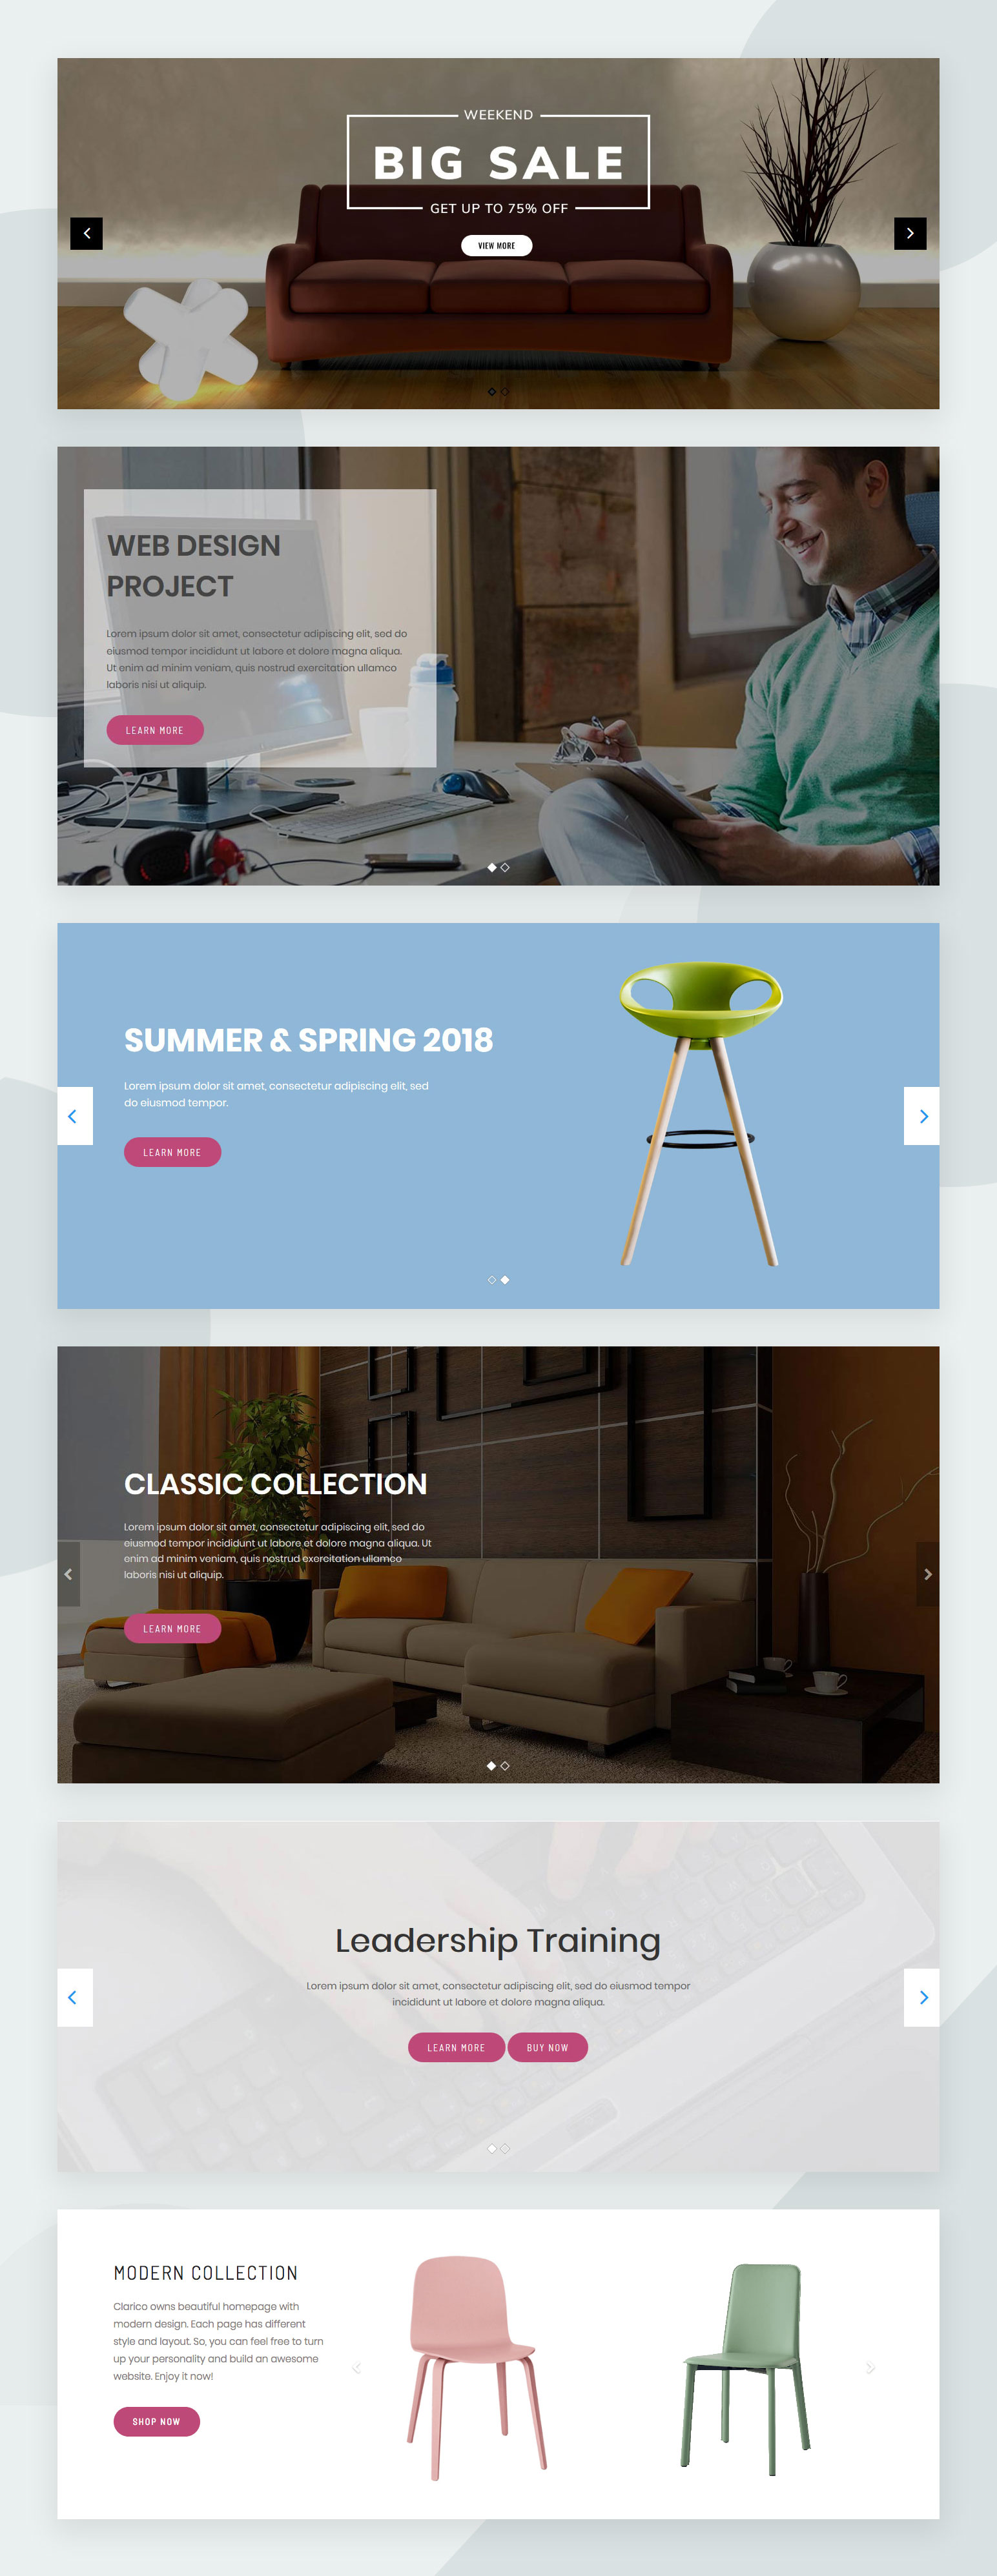 WEEKEND
BIG SALE
GET UP TO 75% OFF
VIEW MORE
WEB DESIGN
PROJECT
Lorem ipsum dolor sit amet, consectetur adipiscing elit, sed do
eiusmod tempor incididunt ut labore et dolore magna aliqua.
Ut enim ad minim veniam, quis nostrud exercitation ullamco
laboris nisi ut aliquip.
LEARN MORE
SUMMER & SPRING 2018
Lorem ipsum dolor sit amet, consectetur adipiscing elit, sed
do eiusmod tempor.
LEARN MORE
CLASSIC COLLECTION
Lorem ipsum dolor sit amet, consectetur adipiscing elit, sed do
eiusmod tempor incididunt ut labore et dolore magna aliqua. Ut
enim ad minim veniam, quis nostrud exercitation ullamco
laboris nisi ut aliquip.
LEARN MORE
Leadership Training
Lorem ipsum dolor sit amet, consectetur adipiscing elit, sed do eiusmod tempor
incididunt ut labore et dolore magna aliqua.
LEARN MORE
BUY NOW
MODERN COLLECTION
Clarico owns beautiful homepage with
modern design. Each page has different
style and layout. So, you can feel free to turn
up your personality and build an awesome
website. Enjoy it now!
SHOP NOW